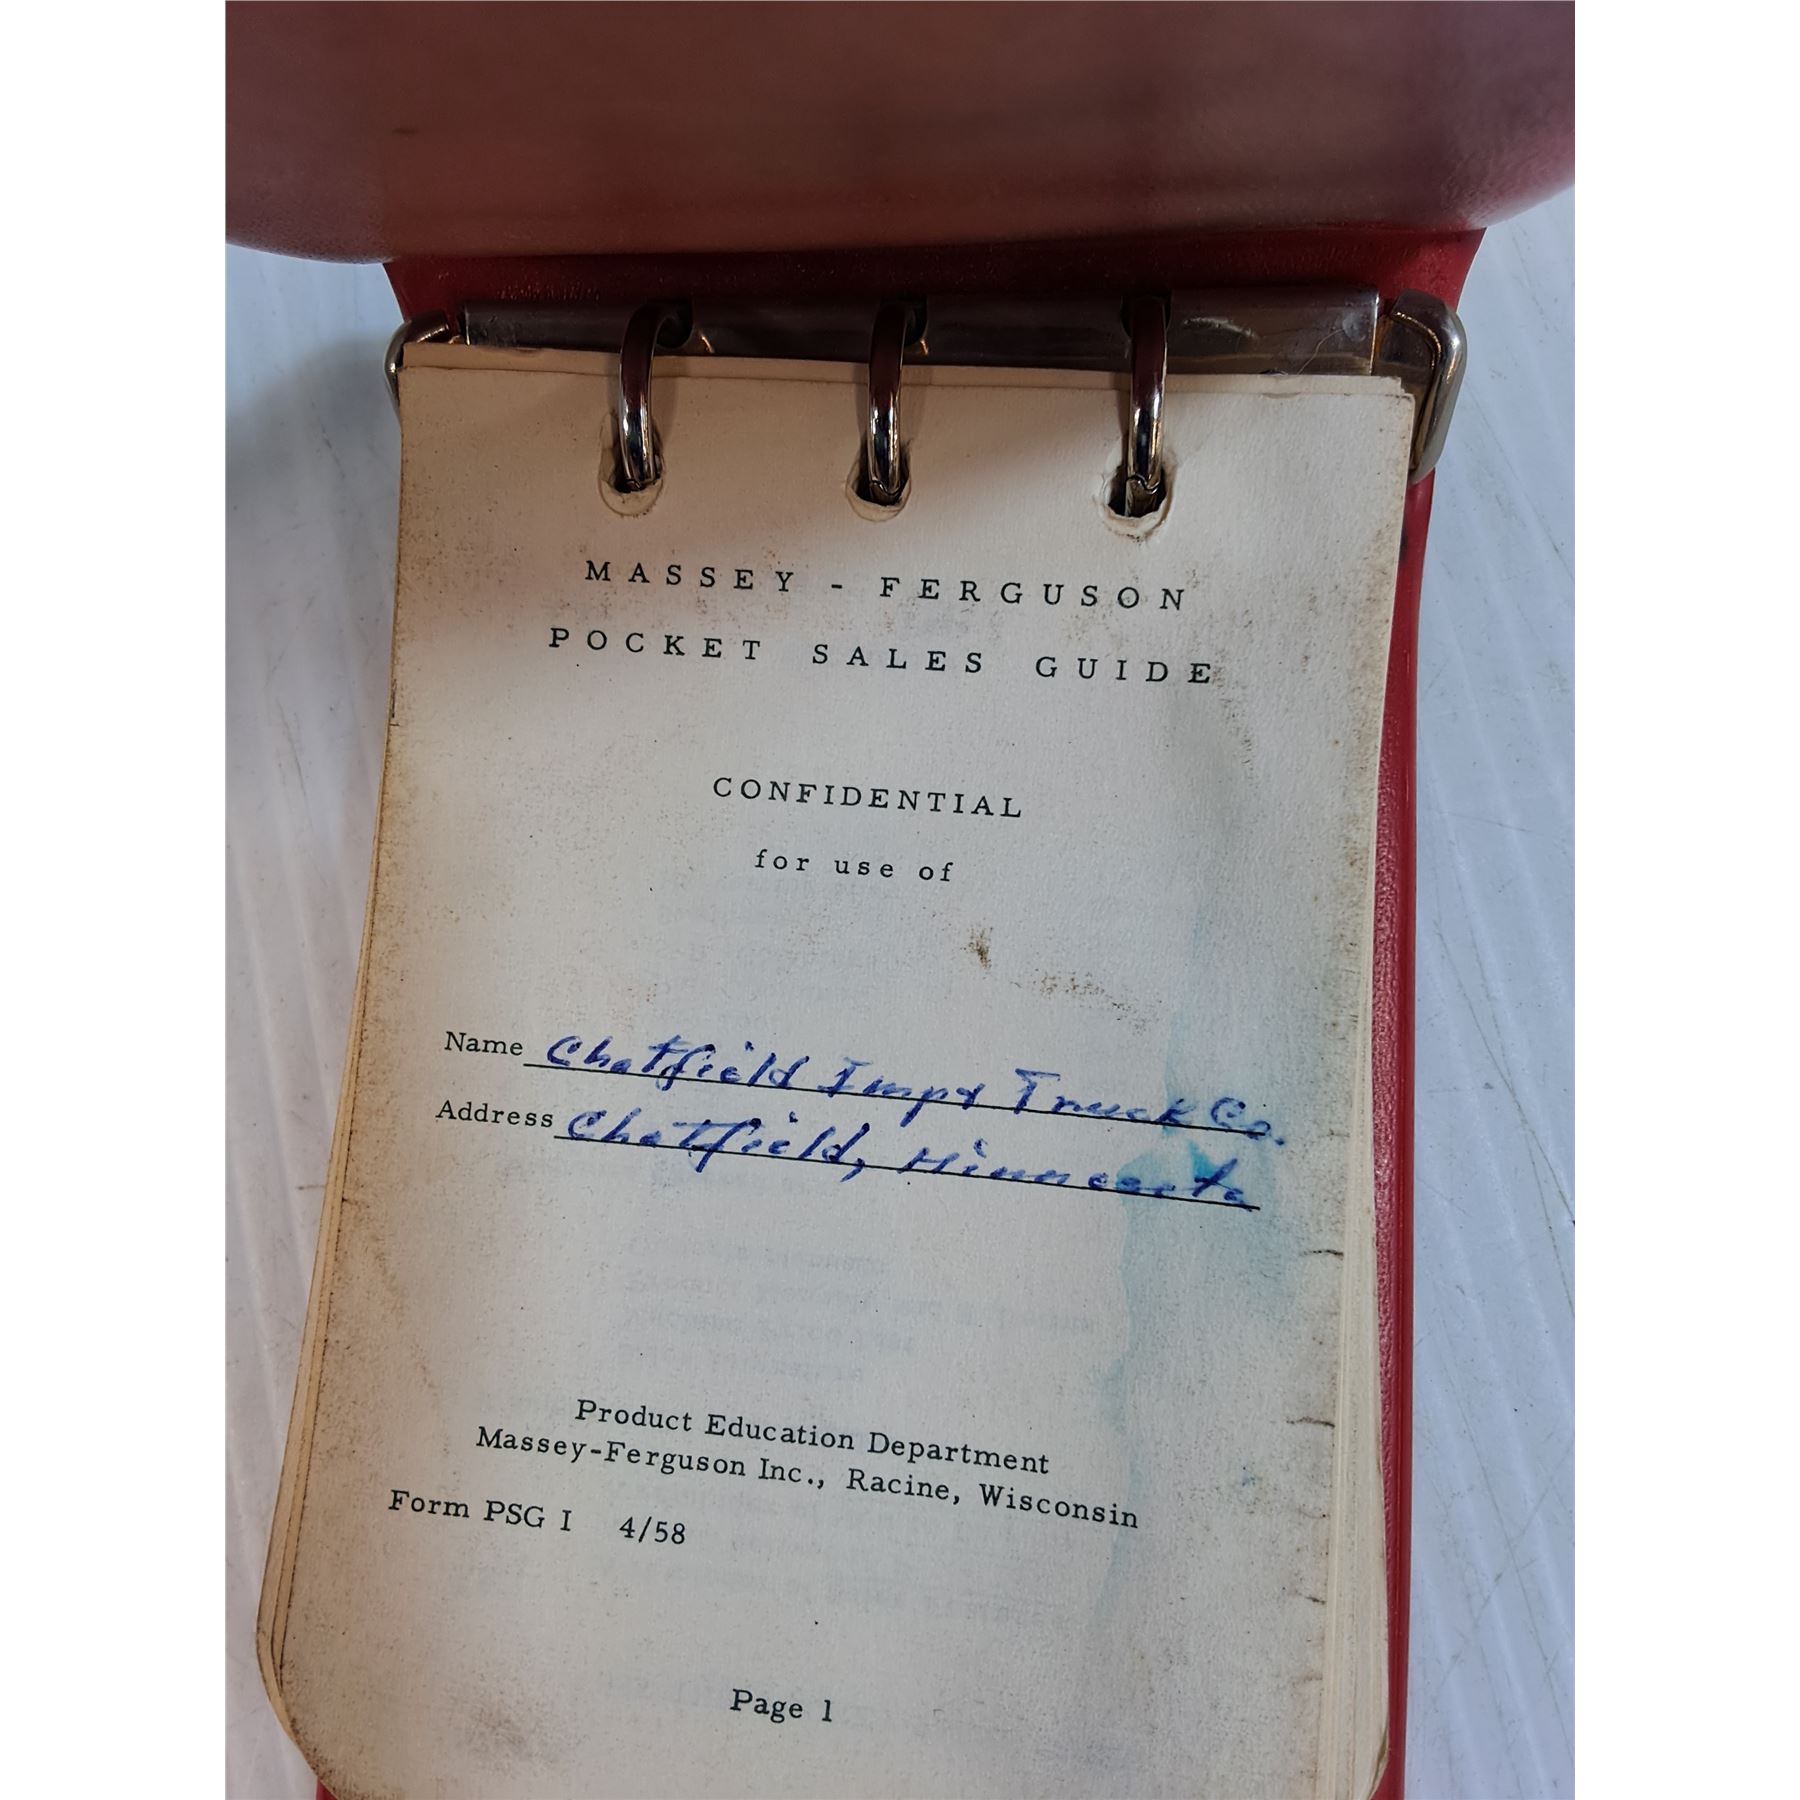 MASSEY - FERGUSON
POCKET SALES GUIDE
CONFIDENTIAL
for use of
Name Chatfield Impt Truck Co.
Address Chatfield, Minnesota
Product Education Department
Massey-Ferguson Inc., Racine, Wisconsin
Form PSG I 4/58
Page 1